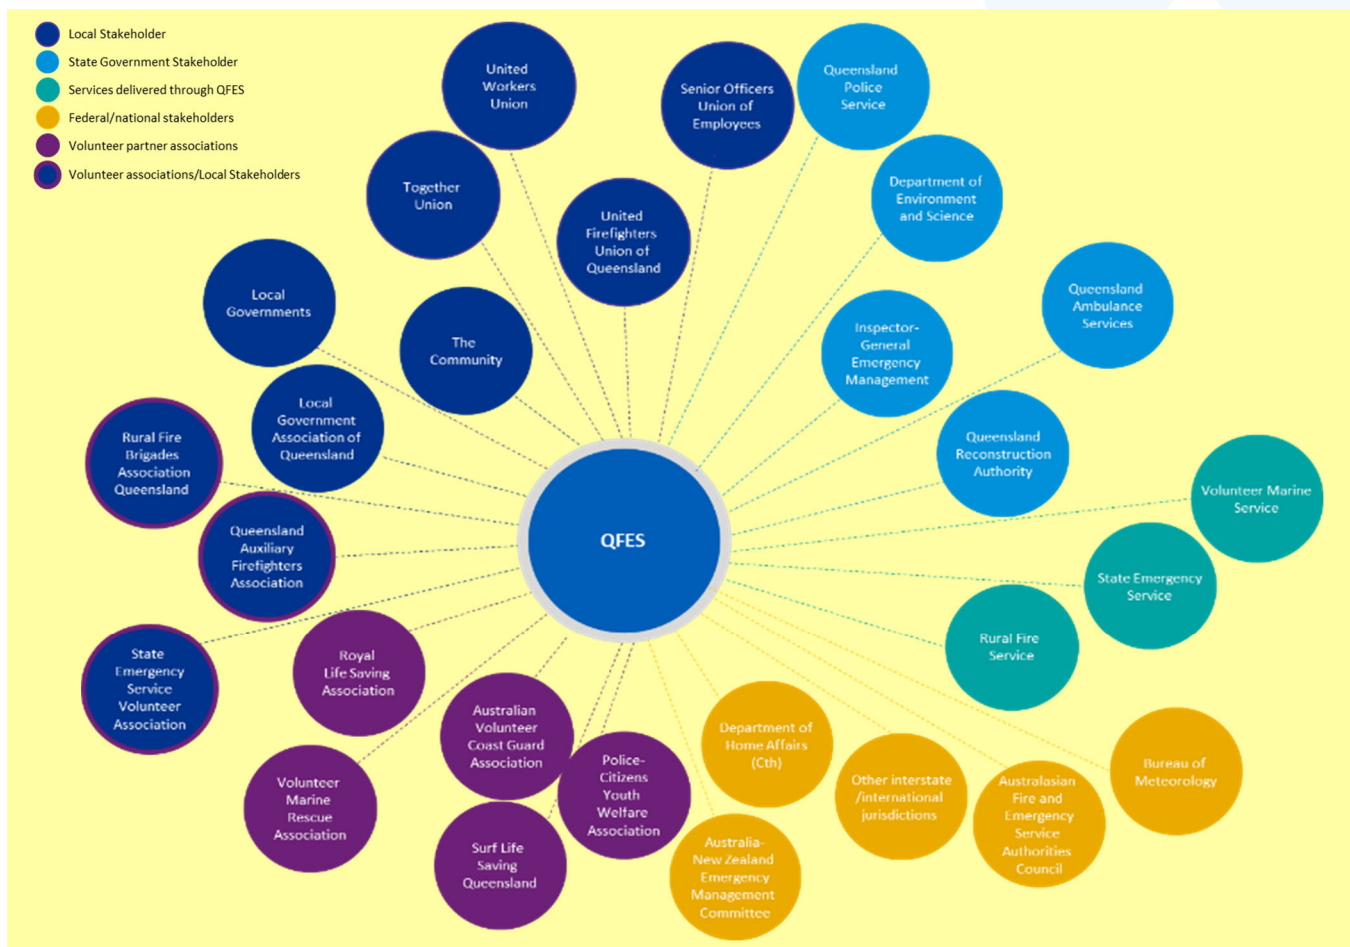 Local Stakeholder
State Government Stakeholder
Services delivered through QFES
Federal/national stakeholders
Volunteer partner associations
Volunteer associations/Local Stakeholders
United
Workers
Union
Senior Officers
Union of
Employees
Queensland
Police
Service
Together
Union
United
Firefighters
Union of
Queensland
Department of
Environment
and Science
Local
Governments
The
Community
Inspector-
General
Emergency
Management
Queensland
Ambulance
Services
Local
Government
Association of
Queensland
Rural Fire
Brigades
Association
Queensland
Queensland
Reconstruction
Authority
Volunteer Marine
Service
Queensland
Auxiliary
Firefighters
Association
QFES
State Emergency
Service
Rural Fire
Service
State
Emergency
Service
Volunteer
Association
Royal
Life Saving
Association
Australian
Volunteer
Coast Guard
Association
Department of
Home Affairs
(Cth)
Volunteer
Marine
Rescue
Association
Police-
Citizens
Youth
Welfare
Association
Other interstate
/international
jurisdictions
Australasian
Fire and
Emergency
Service
Authorities
Council
Bureau of
Meteorology
Surf Life
Saving
Queensland
Australia-
New Zealand
Emergency
Management
Committee